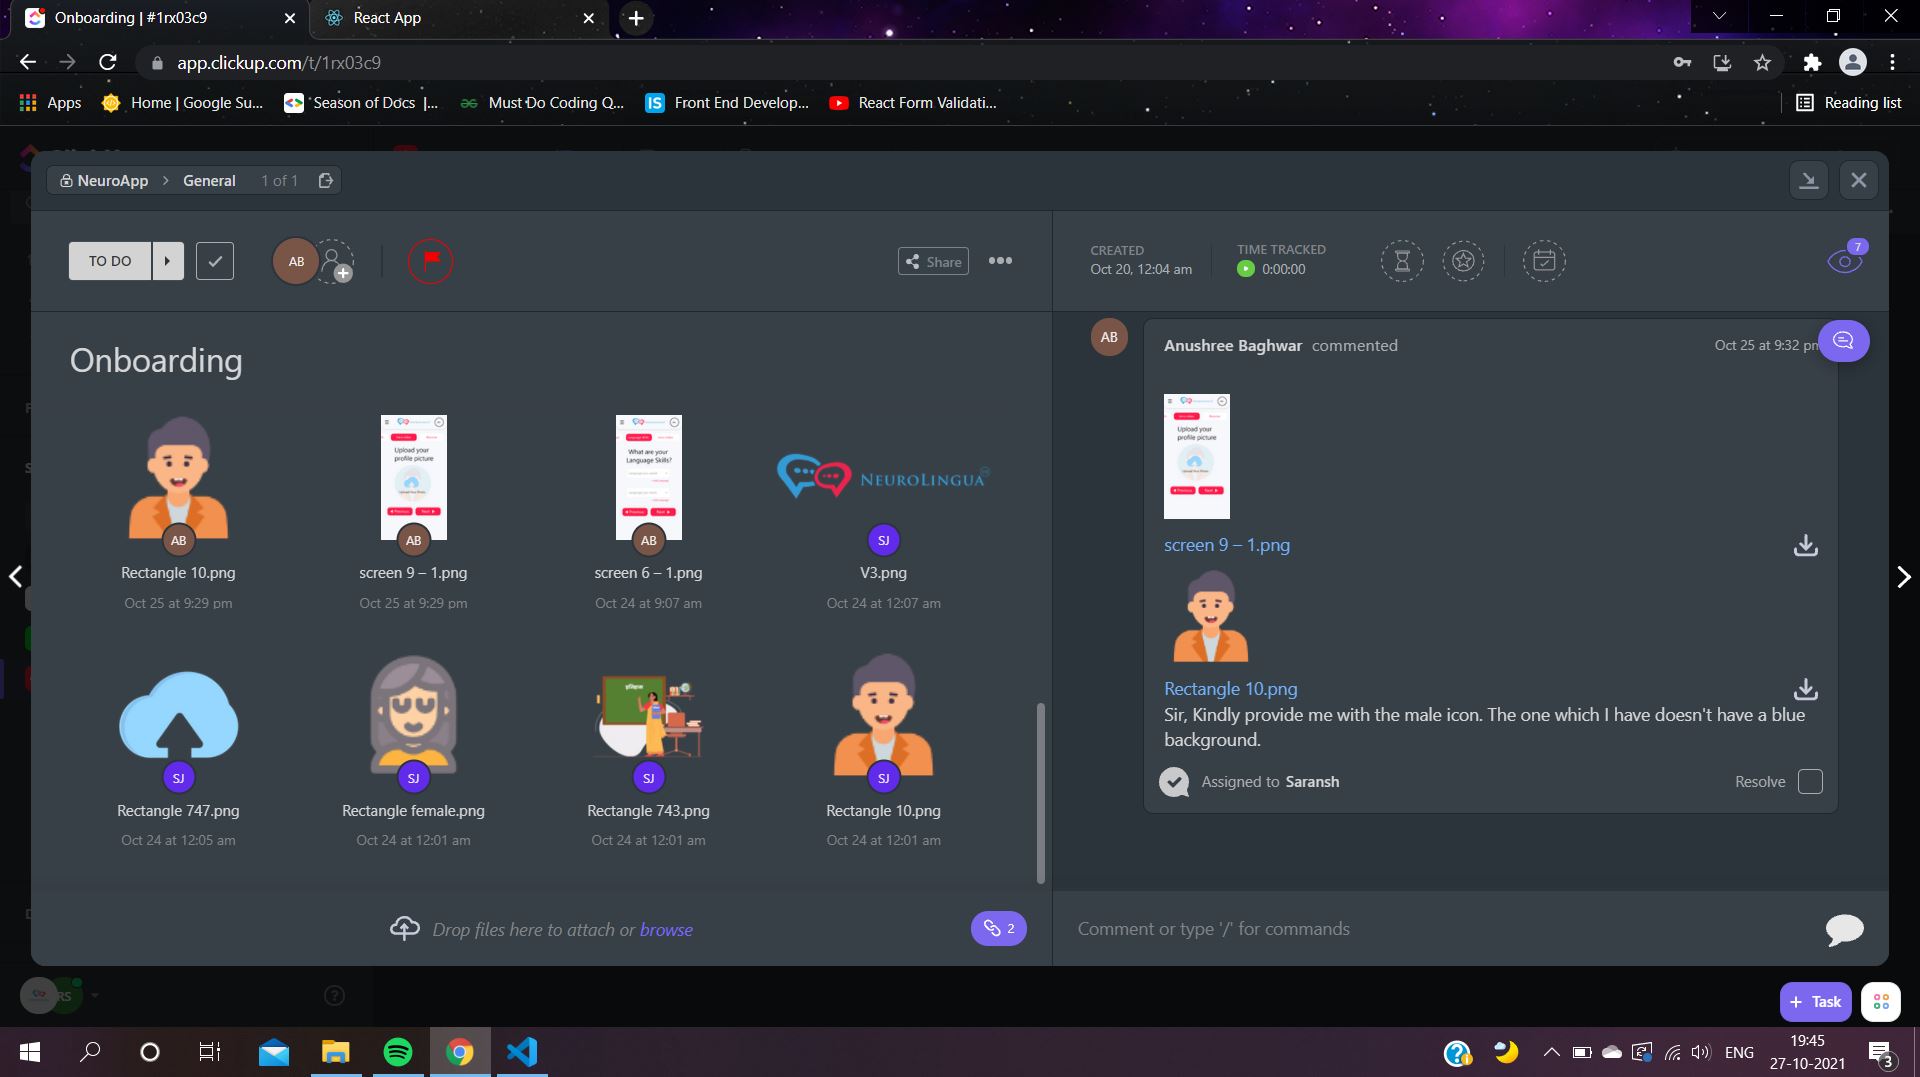 Onboarding | #1rx03c9
React App
app.clickup.com/t/1rx03c9
Apps
Home | Google Su...
Season of Docs |...
Must Do Coding Q...
Front End Develop...
React Form Validati...
Reading list
NeuroApp > General 1 of 1
TO DO
AB
Share
CREATED
Oct 20, 12:04 am
TIME TRACKED
0:00:00
7
Onboarding
Upload your
profile picture
What are your
Language Skills?
NEUROLINGUA
AB
AB
AB
SJ
Rectangle 10.png
screen 9 – 1.png
screen 6 – 1.png
V3.png
Oct 25 at 9:29 pm
Oct 25 at 9:29 pm
Oct 24 at 9:07 am
Oct 24 at 12:07 am
SJ
SJ
SJ
SJ
Rectangle 747.png
Rectangle female.png
Rectangle 743.png
Rectangle 10.png
Oct 24 at 12:05 am
Oct 24 at 12:01 am
Oct 24 at 12:01 am
Oct 24 at 12:01 am
Drop files here to attach or browse
2
AB
Anushree Baghwar commented
Oct 25 at 9:32 pm
Upload your
profile picture
screen 9 – 1.png
Rectangle 10.png
Sir, Kindly provide me with the male icon. The one which I have doesn't have a blue
background.
Assigned to Saransh
Resolve
Comment or type '/' for commands
RS
+ Task
ENG
19:45
27-10-2021
3